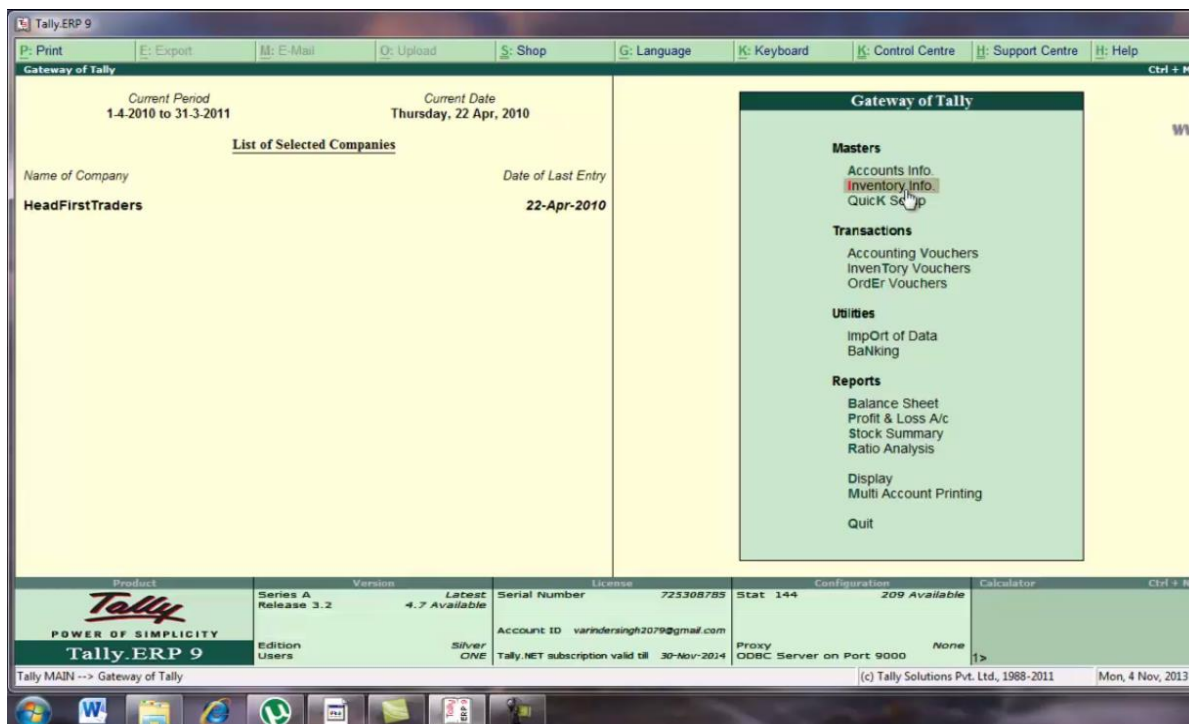 Tally.ERP 9
P: Print E: Export M: E-Mail O: Upload S: Shop G: Language K: Keyboard K: Control Centre H: Support Centre H: Help
Gateway of Tally Ctrl +
Current Period Current Date
1-4-2010 to 31-3-2011 Thursday, 22 Apr, 2010
List of Selected Companies
Name of Company Date of Last Entry
HeadFirstTraders 22-Apr-2010
Gateway of Tally
Masters
Accounts Info.
Inventory Info.
QuicK
Transactions
Accounting Vouchers
InvenTory Vouchers
OrdEr Vouchers
Utilities
ImpOrt of Data
BaNking
Reports
Balance Sheet
Profit & Loss A/c
Stock Summary
Ratio Analysis
Display
Multi Account Printing
Quit
Product Version License Configuration Calculator Ctrl +
Tally
POWER OF SIMPLICITY
Tally.ERP 9
Series A Latest
Release 3.2 4.7 Available
Edition Silver
Users ONE
Serial Number 725308785
Account ID varindersingh2079@gmail.com
Tally.NET subscription valid till 30-Nov-2014
Stat 144 209 Available
Proxy None
ODBC Server on Port 9000
1>
Tally MAIN --> Gateway of Tally (c) Tally Solutions Pvt. Ltd., 1988-2011 Mon, 4 Nov, 2013